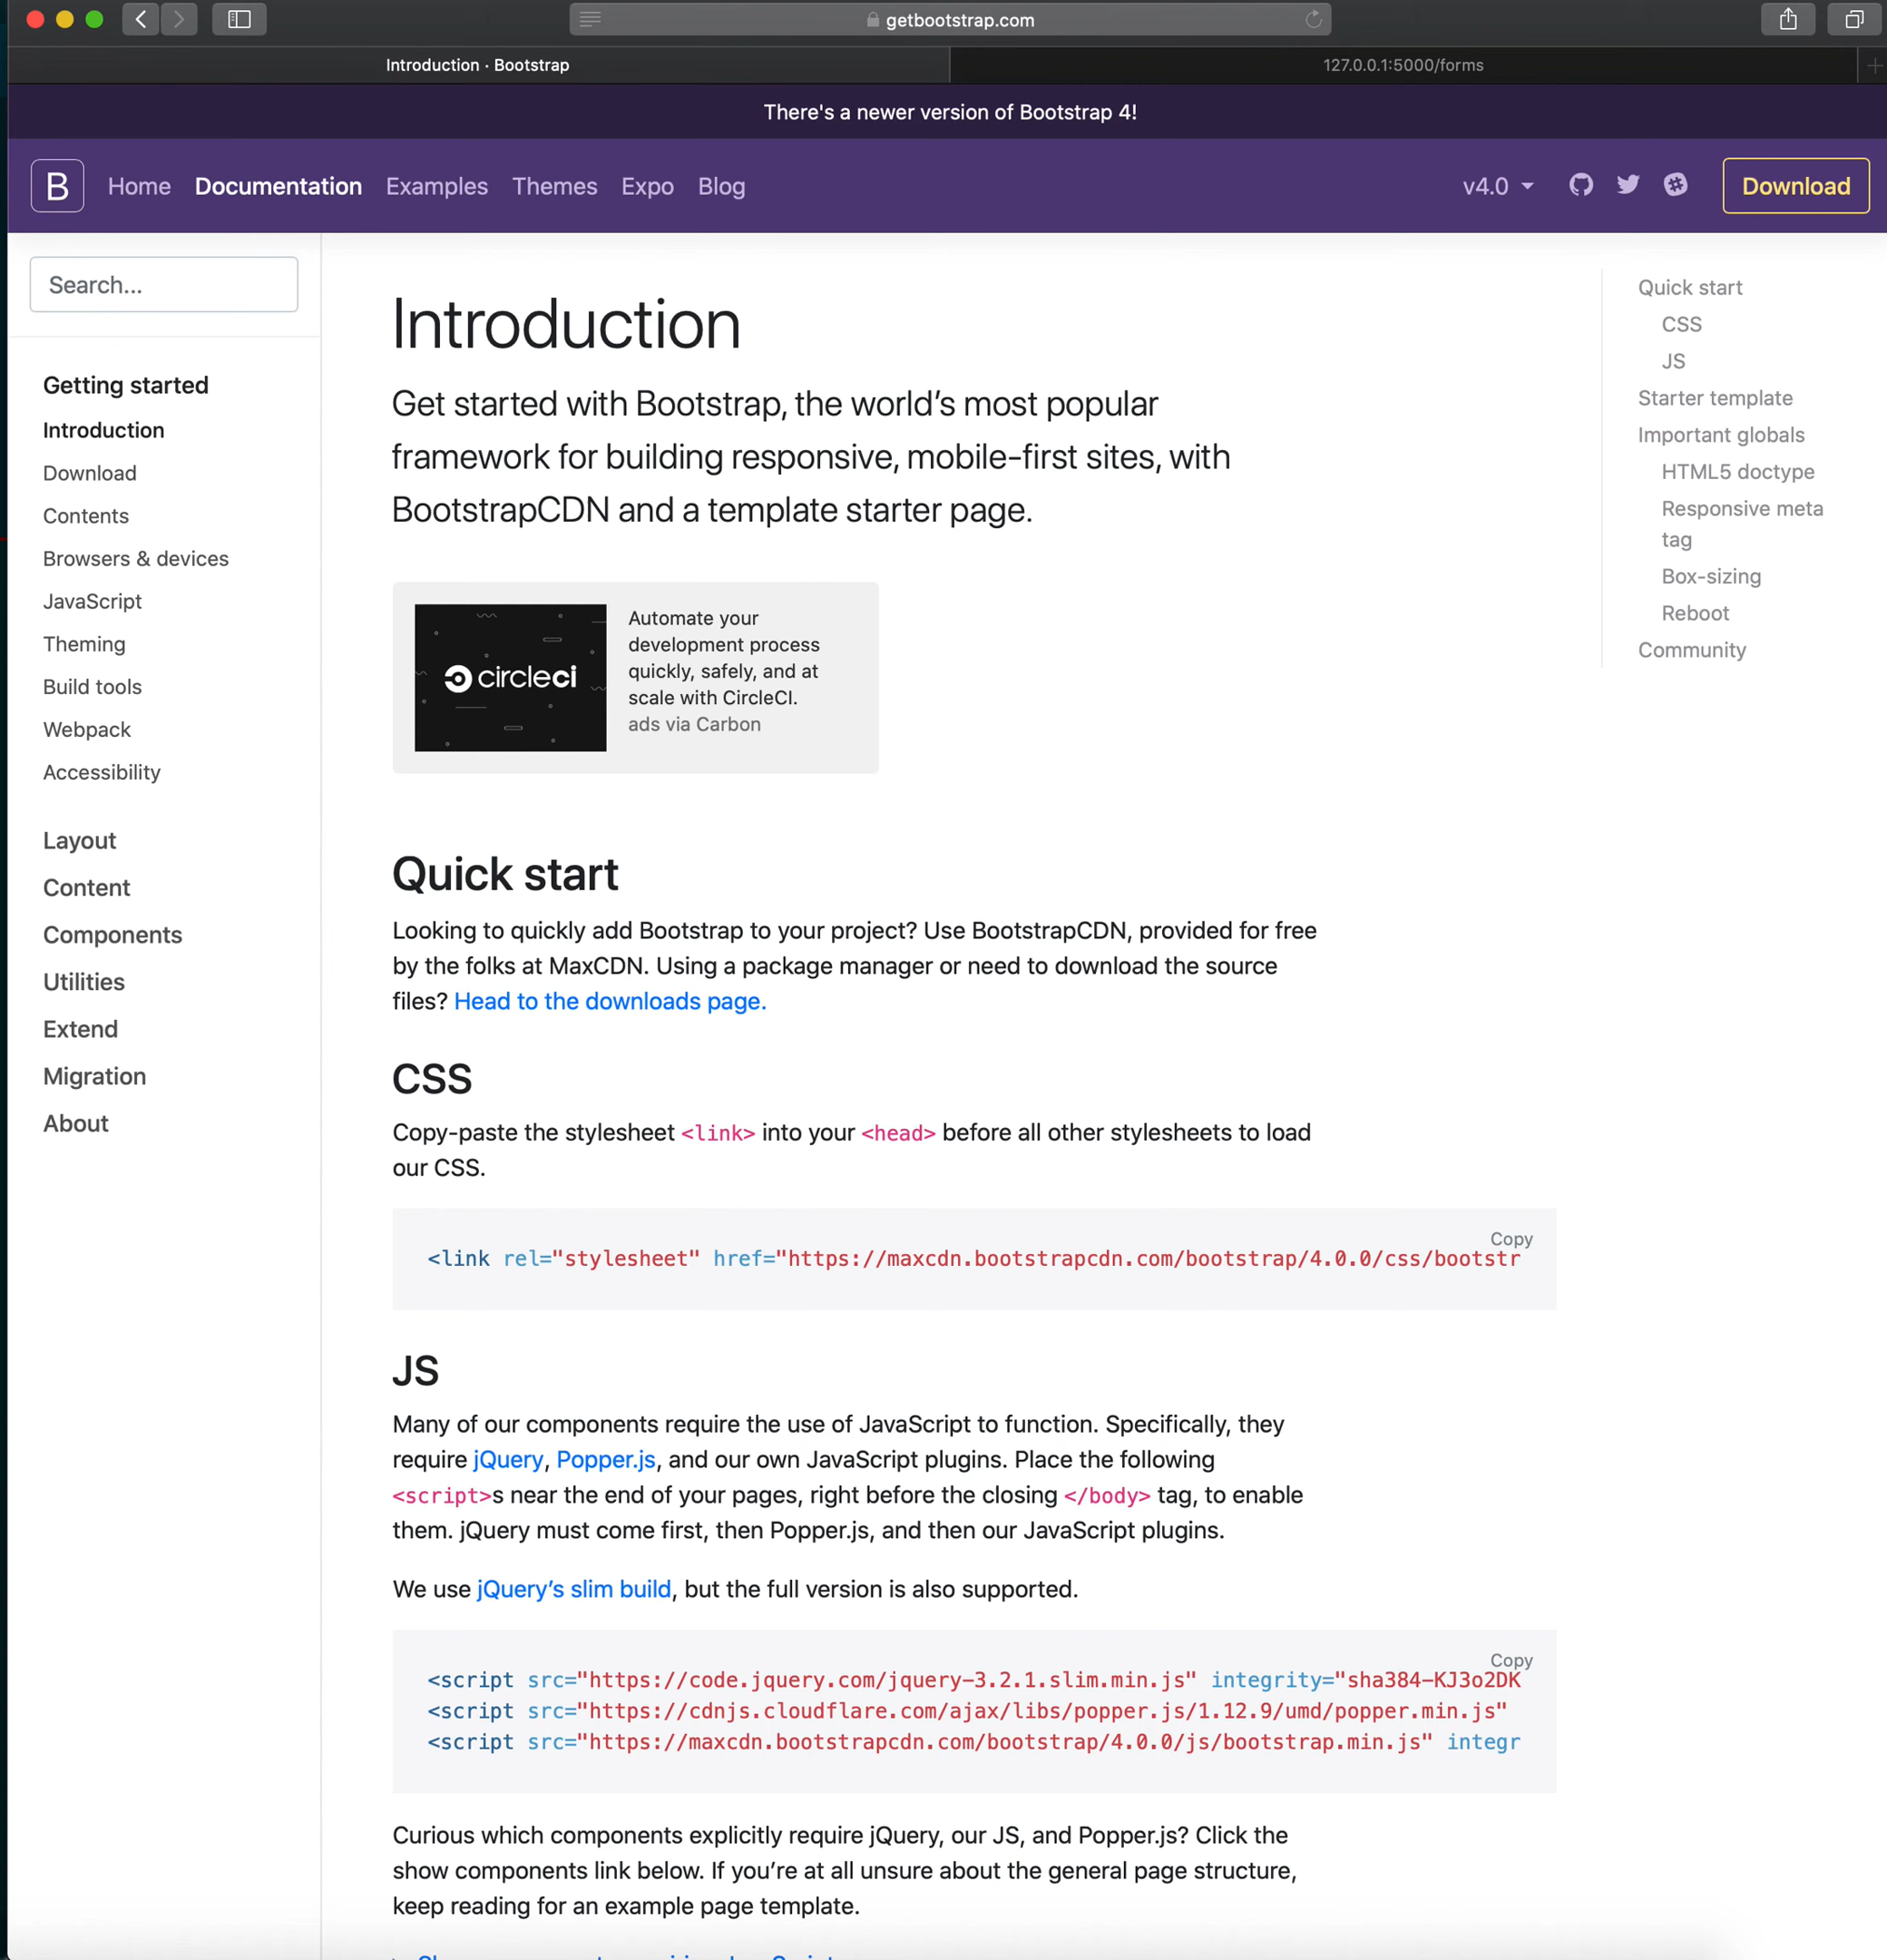 getbootstrap.com
Introduction · Bootstrap
127.0.0.1:5000/forms
There's a newer version of Bootstrap 4!
B Home Documentation Examples Themes Expo Blog v4.0 Download
Search...
Getting started
Introduction
Download
Contents
Browsers & devices
JavaScript
Theming
Build tools
Webpack
Accessibility
Layout
Content
Components
Utilities
Extend
Migration
About
Introduction
Get started with Bootstrap, the world’s most popular
framework for building responsive, mobile-first sites, with
BootstrapCDN and a template starter page.
circleci
Automate your
development process
quickly, safely, and at
scale with CircleCI.
ads via Carbon
Quick start
Looking to quickly add Bootstrap to your project? Use BootstrapCDN, provided for free
by the folks at MaxCDN. Using a package manager or need to download the source
files? Head to the downloads page.
CSS
Copy-paste the stylesheet <link> into your <head> before all other stylesheets to load
our CSS.
Copy
<link rel="stylesheet" href="https://maxcdn.bootstrapcdn.com/bootstrap/4.0.0/css/bootstr
JS
Many of our components require the use of JavaScript to function. Specifically, they
require jQuery, Popper.js, and our own JavaScript plugins. Place the following
<script>s near the end of your pages, right before the closing </body> tag, to enable
them. jQuery must come first, then Popper.js, and then our JavaScript plugins.
We use jQuery’s slim build, but the full version is also supported.
Copy
<script src="https://code.jquery.com/jquery-3.2.1.slim.min.js" integrity="sha384-KJ3o2DK
<script src="https://cdnjs.cloudflare.com/ajax/libs/popper.js/1.12.9/umd/popper.min.js"
<script src="https://maxcdn.bootstrapcdn.com/bootstrap/4.0.0/js/bootstrap.min.js" integr
Curious which components explicitly require jQuery, our JS, and Popper.js? Click the
show components link below. If you’re at all unsure about the general page structure,
keep reading for an example page template.
Quick start
CSS
JS
Starter template
Important globals
HTML5 doctype
Responsive meta
tag
Box-sizing
Reboot
Community